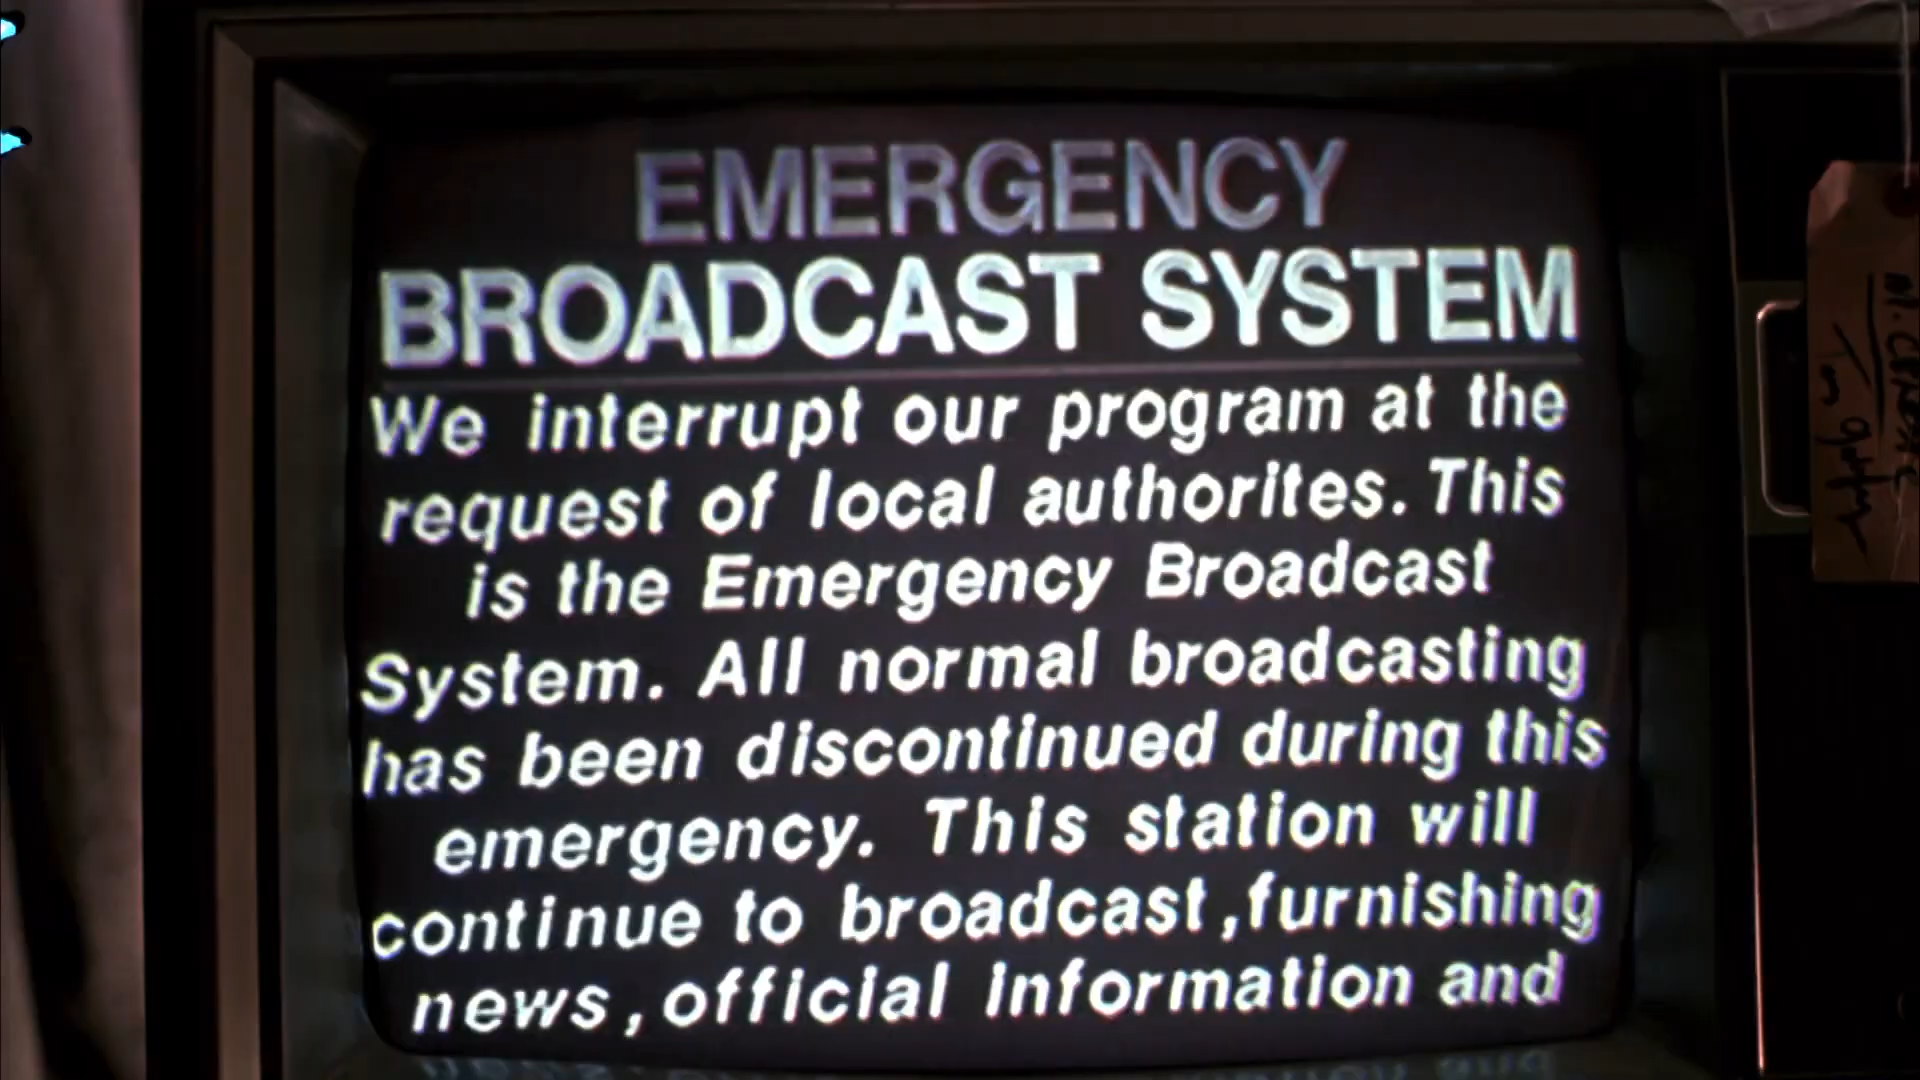 EMERGENCY
BROADCAST SYSTEM
We interrupt our program at the
request of local authorites. This
is the Emergency Broadcast
System. All normal broadcasting
has been discontinued during this
emergency. This station will
continue to broadcast ,furnishing
news ,official information and